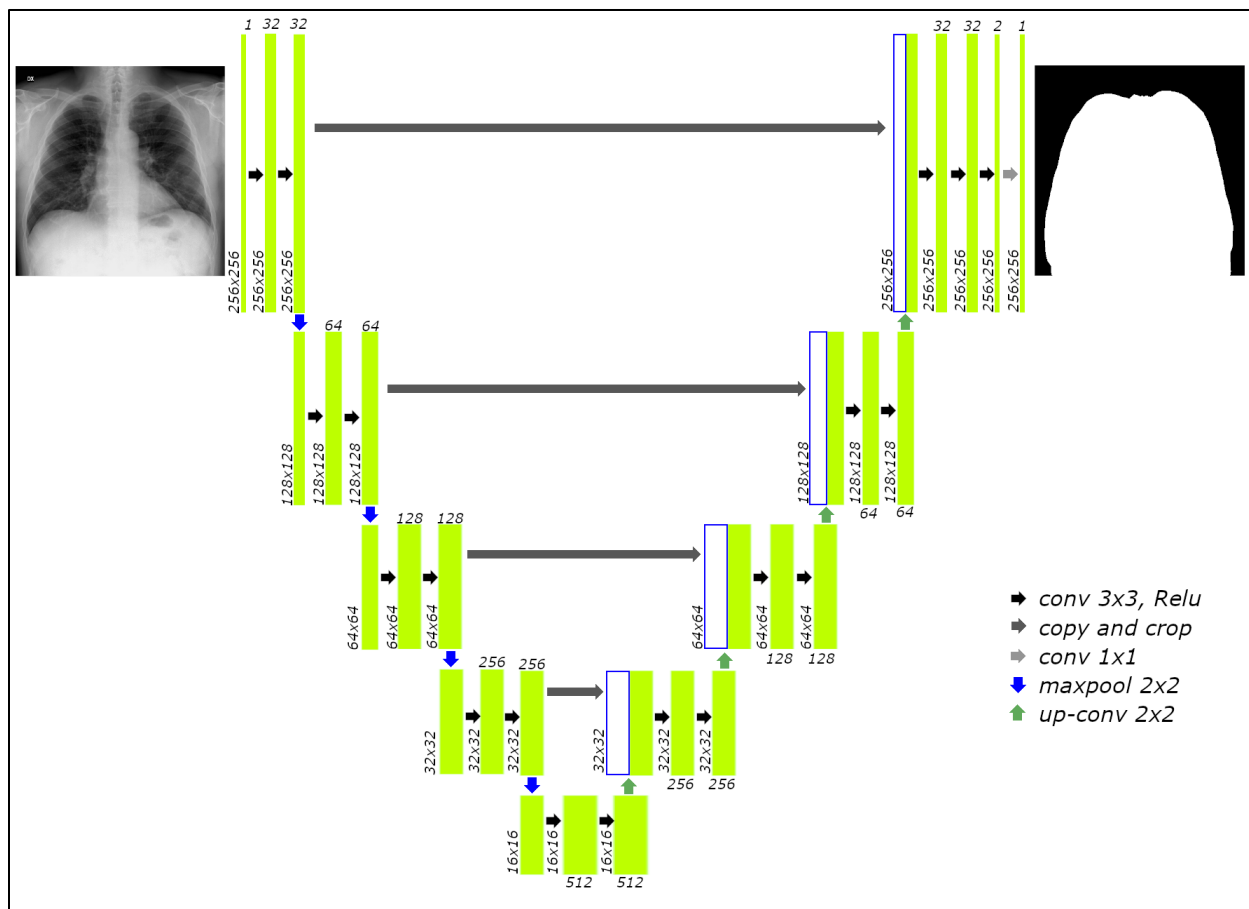 1 32 32
256x256 256x256 256x256
32 32 2 1
256x256 256x256 256x256 256x256 256x256
64 64
128x128 128x128 128x128
128x128 128x128 128x128
64 64
128 128
64x64 64x64 64x64
64x64 64x64 64x64
128 128
256 256
32x32 32x32 32x32
32x32 32x32 32x32
256 256
16x16 16x16 16x16
512 512
conv 3x3, Relu
copy and crop
conv 1x1
maxpool 2x2
up-conv 2x2